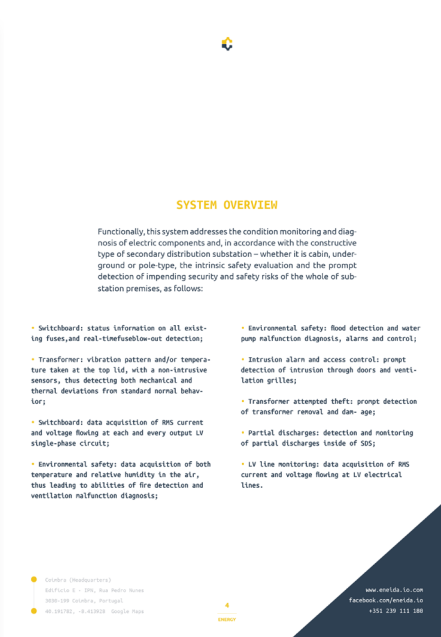 SYSTEM OVERVIEW
Functionally, this system addresses the condition monitoring and diag-
nosis of electric components and, in accordance with the constructive
type of secondary distribution substation – whether it is cabin, under-
ground or pole-type, the intrinsic safety evaluation and the prompt
detection of impending security and safety risks of the whole of sub-
station premises, as follows:
• Switchboard: status information on all exist-
ing fuses,and real-timefuseblow-out detection;
• Transformer: vibration pattern and/or tempera-
ture taken at the top lid, with a non-intrusive
sensors, thus detecting both mechanical and
thermal deviations from standard normal behav-
ior;
• Switchboard: data acquisition of RMS current
and voltage flowing at each and every output LV
single-phase circuit;
• Environmental safety: data acquisition of both
temperature and relative humidity in the air,
thus leading to abilities of fire detection and
ventilation malfunction diagnosis;
• Environmental safety: flood detection and water
pump malfunction diagnosis, alarms and control;
• Intrusion alarm and access control: prompt
detection of intrusion through doors and venti-
lation grilles;
• Transformer attempted theft: prompt detection
of transformer removal and dam- age;
• Partial discharges: detection and monitoring
of partial discharges inside of SDS;
• LV line monitoring: data acquisition of RMS
current and voltage flowing at LV electrical
lines.
Coimbra (Headquarters)
Edifício E - IPN, Rua Pedro Nunes
3030-199 Coimbra, Portugal
Google Maps
4
www.eneida.io
facebook.com/eneida.io
+351 239 111 180